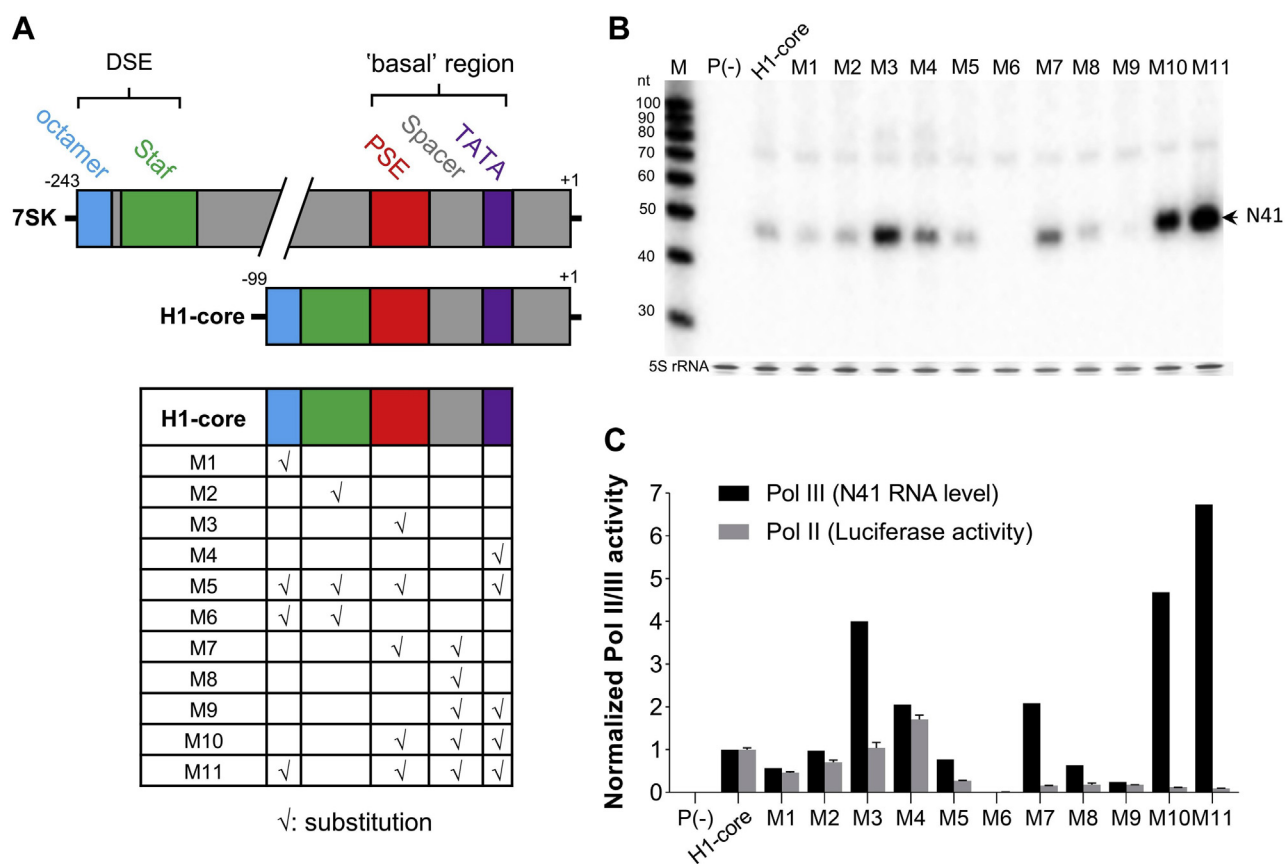 A
DSE
'basal' region
octamer
Staf
PSE
Spacer
TATA
-243
+1
7SK
-99
+1
H1-core
H1-core
M1 √
M2 √
M3 √
M4 √
M5 √ √ √ √
M6 √ √
M7 √ √
M8 √
M9 √ √
M10 √ √ √
M11 √ √ √ √
√: substitution
B
M P(-) H1-core M1 M2 M3 M4 M5 M6 M7 M8 M9 M10 M11
nt
100
90
80
70
60
50
N41
40
30
5S rRNA
C
Normalized Pol II/III activity
Pol III (N41 RNA level)
Pol II (Luciferase activity)
7
6
5
4
3
2
1
0
P(-) H1-core M1 M2 M3 M4 M5 M6 M7 M8 M9 M10 M11